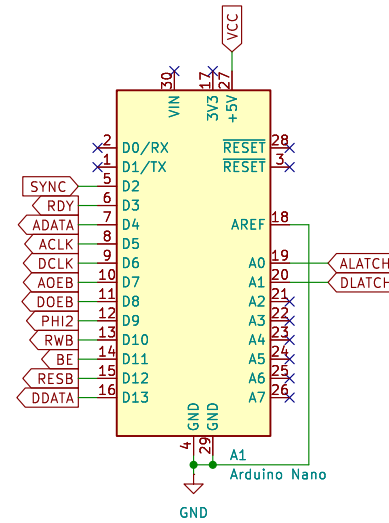 VCC
30 17 27
VIN 3V3 +5V
2 D0/RX RESET 28
1 D1/TX RESET 3
SYNC 5 D2
RDY 6 D3
ADATA 7 D4 AREF 18
ACLK 8 D5
DCLK 9 D6 A0 19 ALATCH
AOEB 10 D7 A1 20 DLATCH
DOEB 11 D8 A2 21
PHI2 12 D9 A3 22
RWB 13 D10 A4 23
BE 14 D11 A5 24
RESB 15 D12 A6 25
DDATA 16 D13 A7 26
GND GND
4 29
A1
Arduino Nano
GND